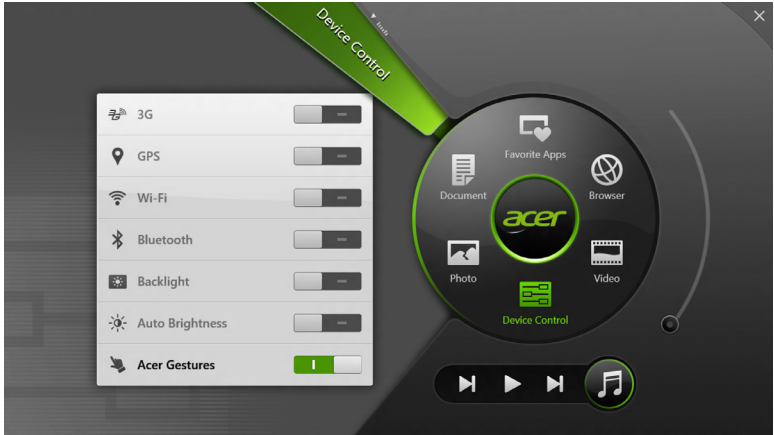 Device Control
3G
GPS
Wi-Fi
Bluetooth
Backlight
Auto Brightness
Acer Gestures
Favorite Apps
Document
Browser
acer
Photo
Video
Device Control